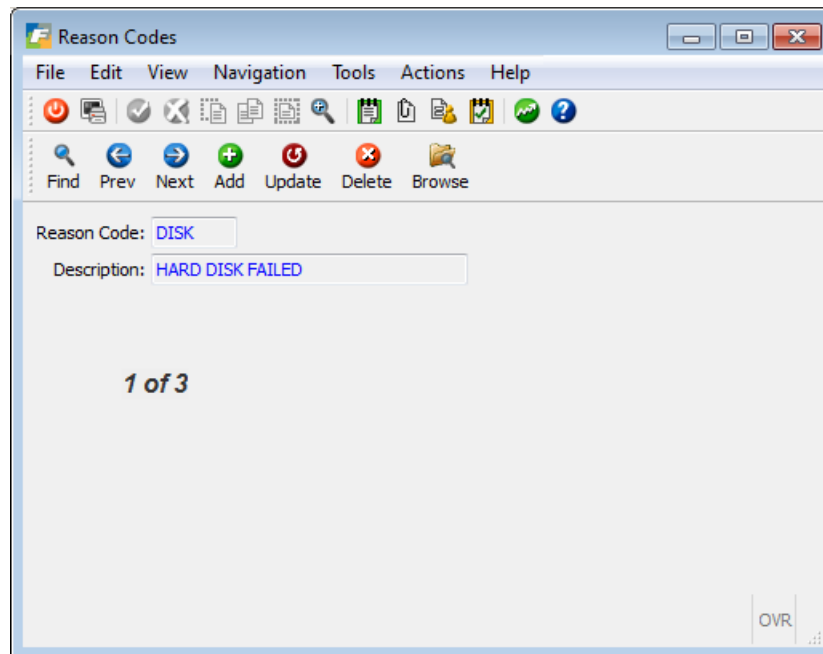 Reason Codes
File Edit View Navigation Tools Actions Help
Find Prev Next Add Update Delete Browse
Reason Code: DISK
Description: HARD DISK FAILED
1 of 3
OVR